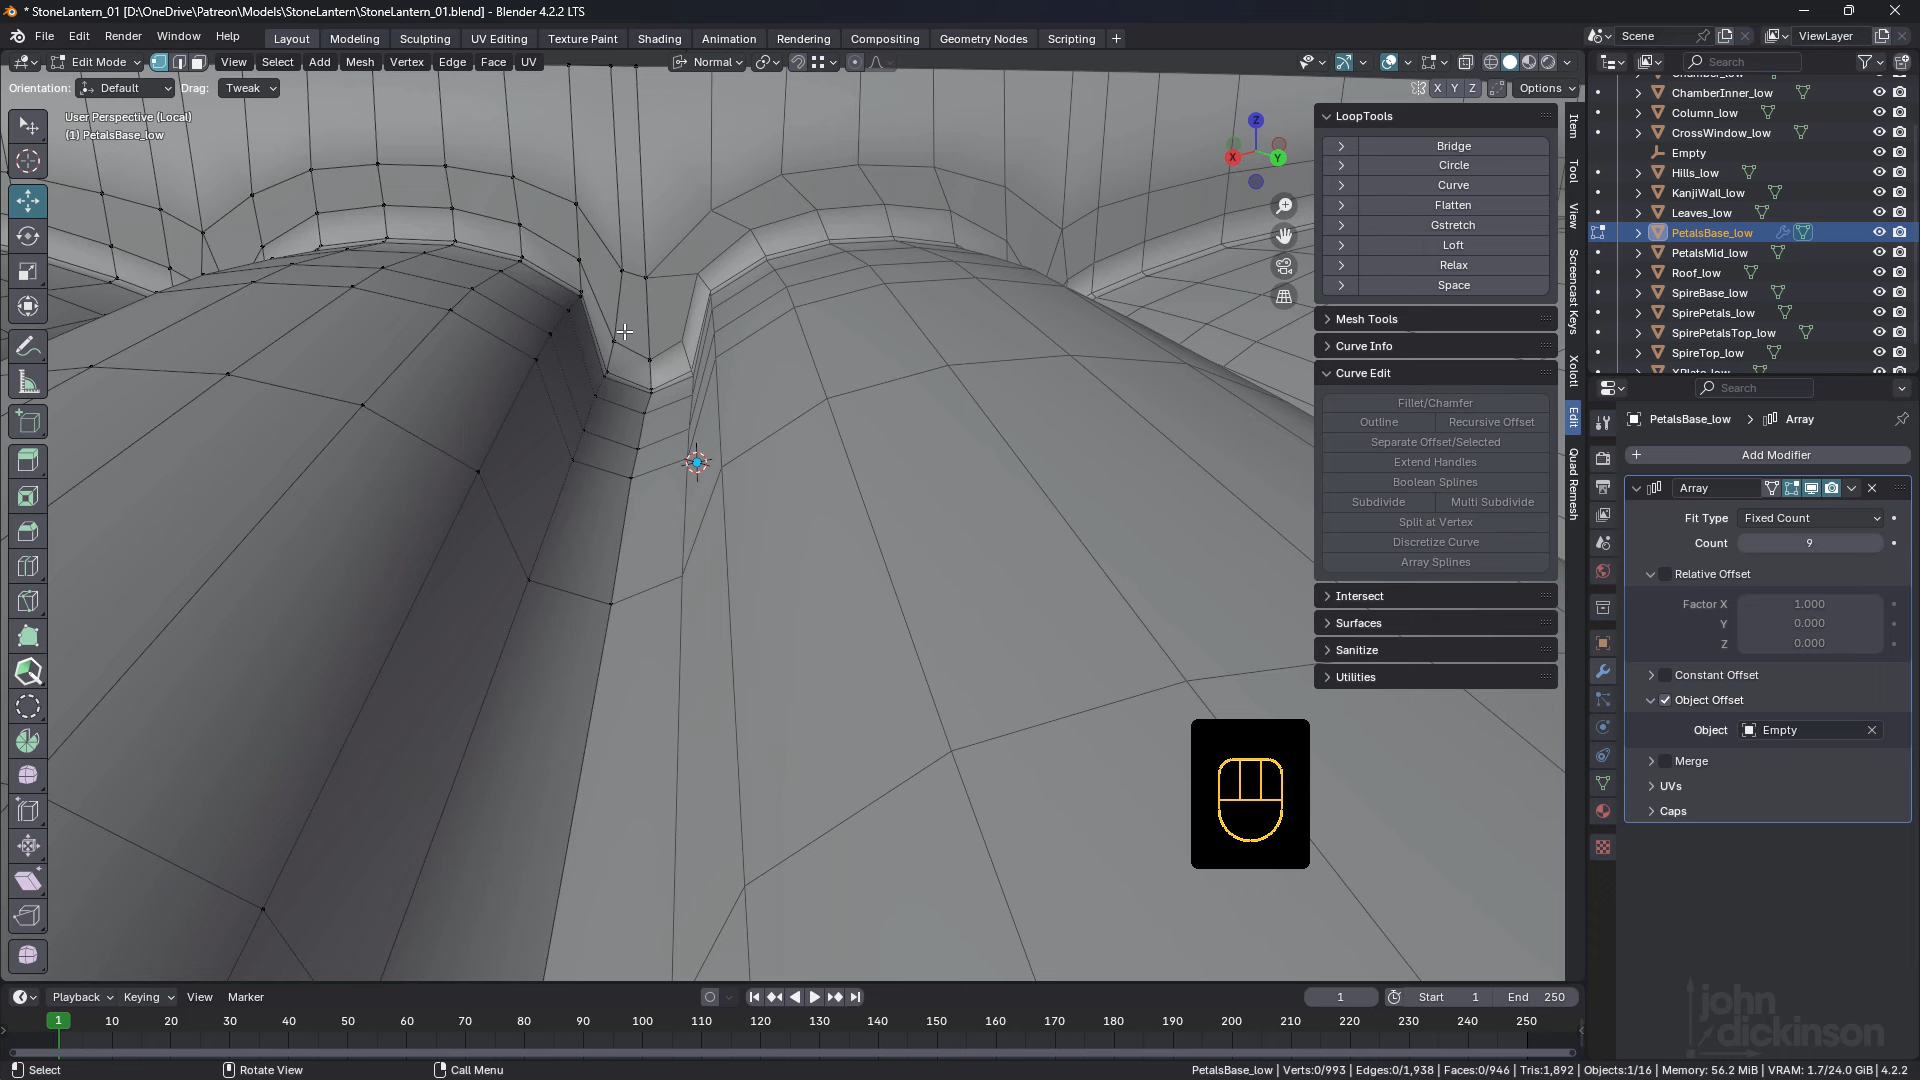 * StoneLantern_01 [D:\OneDrive\Patreon\Models\StoneLantern\StoneLantern_01.blend] - Blender 4.2.2 LTS
File Edit Render Window Help
Layout Modeling Sculpting UV Editing Texture Paint Shading Animation Rendering Compositing Geometry Nodes Scripting
Scene
ViewLayer
Edit Mode
View Select Add Mesh Vertex Edge Face UV
Normal
Search
Orientation: Default Drag: Tweak
X Y Z Options
User Perspective (Local)
(1) PetalsBase_low
Z
X
Y
LoopTools
Bridge
Circle
Curve
Flatten
Gstretch
Loft
Relax
Space
Mesh Tools
Curve Info
Curve Edit
Fillet/Chamfer
Outline Recursive Offset
Separate Offset/Selected
Extend Handles
Boolean Splines
Subdivide Multi Subdivide
Split at Vertex
Discretize Curve
Array Splines
Intersect
Surfaces
Sanitize
Utilities
Item
Tool
View
Screencast Keys
Xolotl
Edit
Quad Remesh
Chamber_low
ChamberInner_low
Column_low
CrossWindow_low
Empty
Hills_low
KanjiWall_low
Leaves_low
PetalsBase_low
PetalsMid_low
Roof_low
SpireBase_low
SpirePetals_low
SpirePetalsTop_low
SpireTop_low
Search
PetalsBase_low > Array
Add Modifier
Array
Fit Type Fixed Count
Count 9
Relative Offset
Factor X 1.000
Y 0.000
Z 0.000
Constant Offset
Object Offset
Object Empty
Merge
UVs
Caps
john
dickinson
Playback Keying View Marker
1
Start 1
End 250
1 10 20 30 40 50 60 70 80 90 100 110 120 130 140 150 160 170 180 190 200 210 220 230 240 250
Select Rotate View Call Menu
PetalsBase_low | Verts:0/993 | Edges:0/1,938 | Faces:0/946 | Tris:1,892 | Objects:1/16 | Memory: 56.2 MiB | VRAM: 1.7/24.0 GiB | 4.2.2